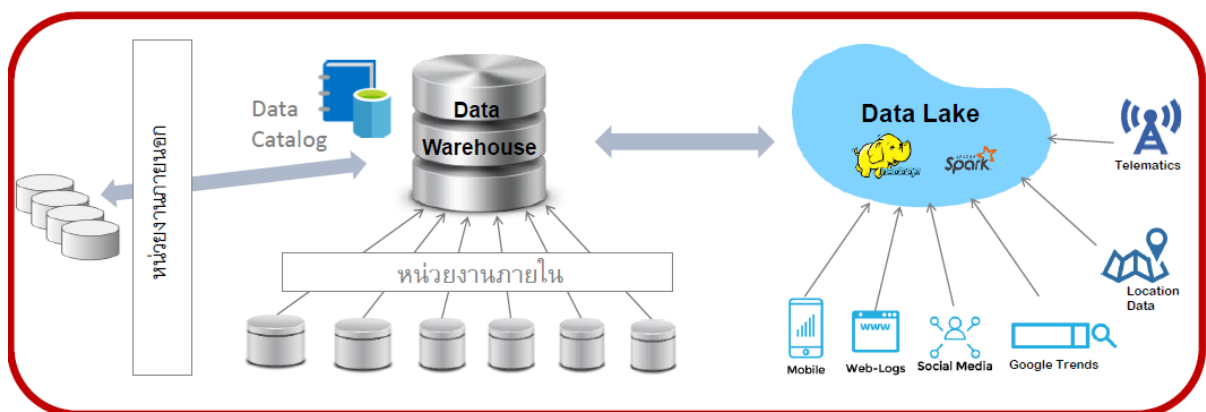 หน่วยงานภายนอก
Data
Catalog
Data
Warehouse
หน่วยงานภายใน
Data Lake
hadoop
APACHE
Spark
Telematics
Location
Data
Mobile
WWW
Web-Logs
Social Media
Google Trends